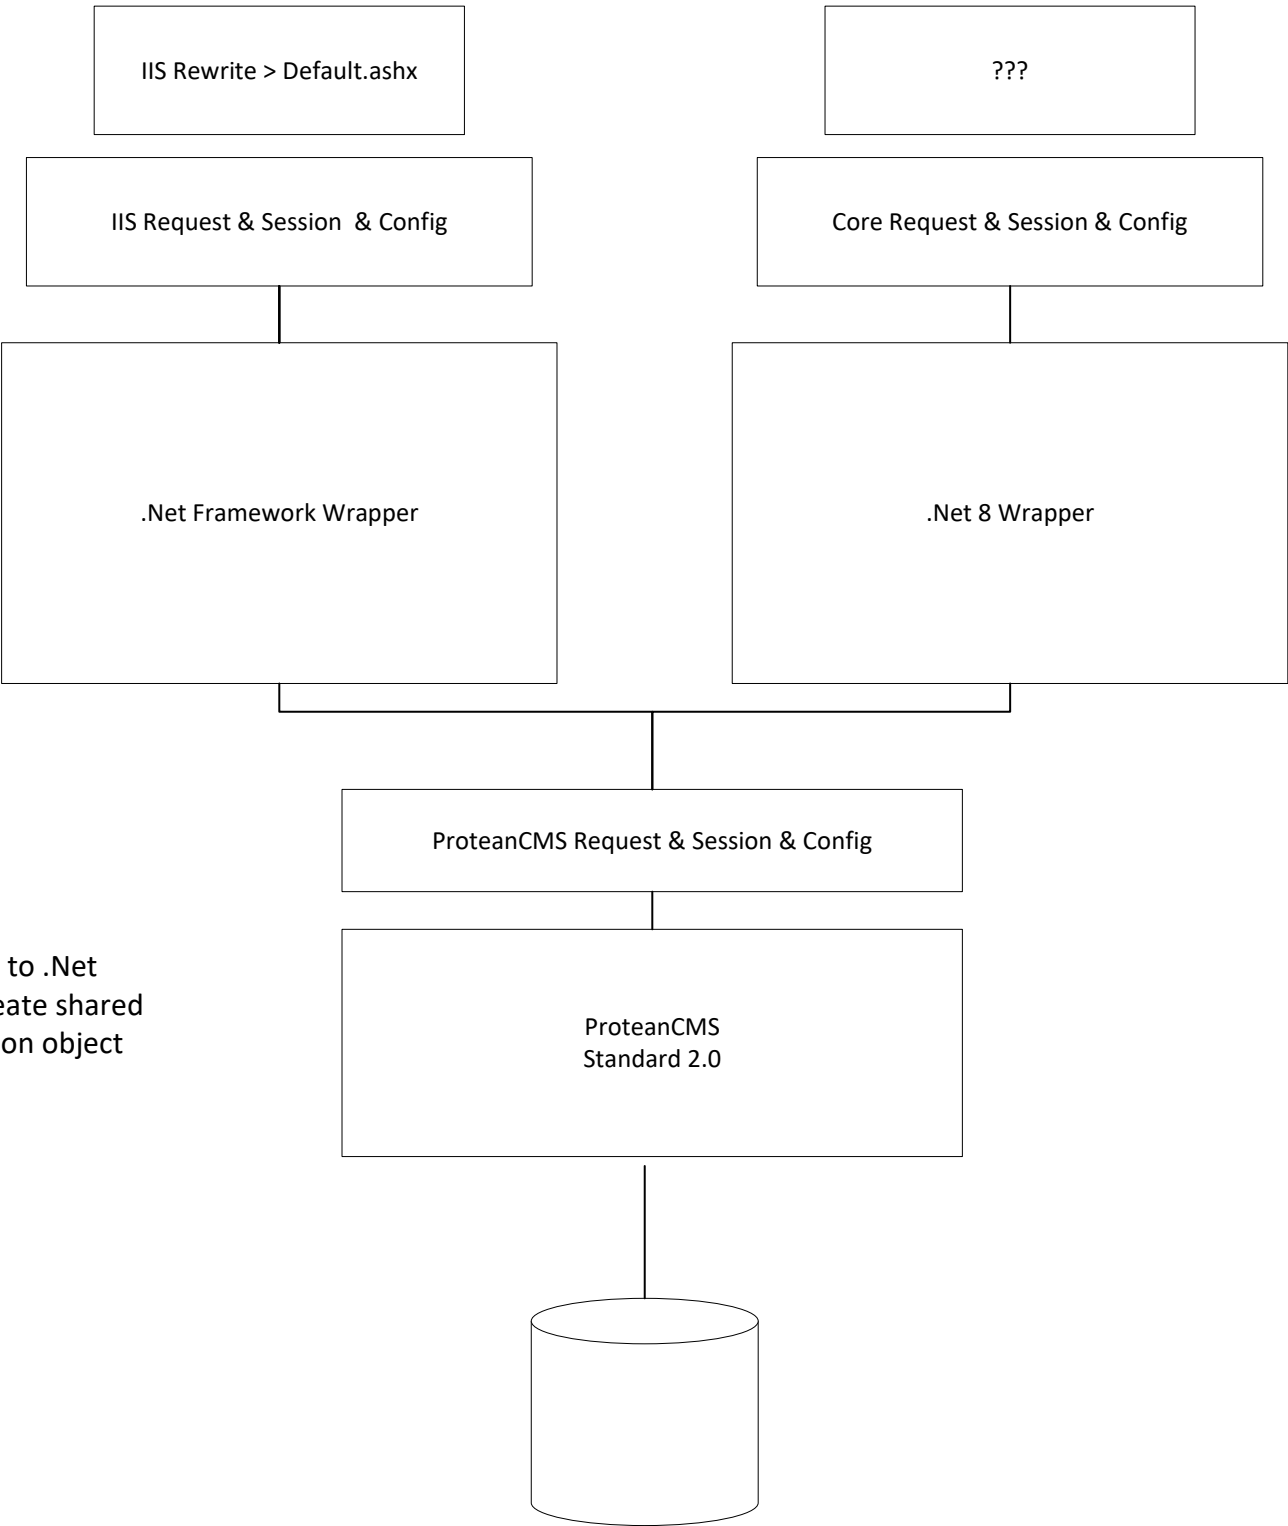 IIS Rewrite > Default.ashx
???
IIS Request & Session & Config
Core Request & Session & Config
.Net Framework Wrapper
.Net 8 Wrapper
ProteanCMS Request & Session & Config
to .Net
shared
on object
ProteanCMS
Standard 2.0